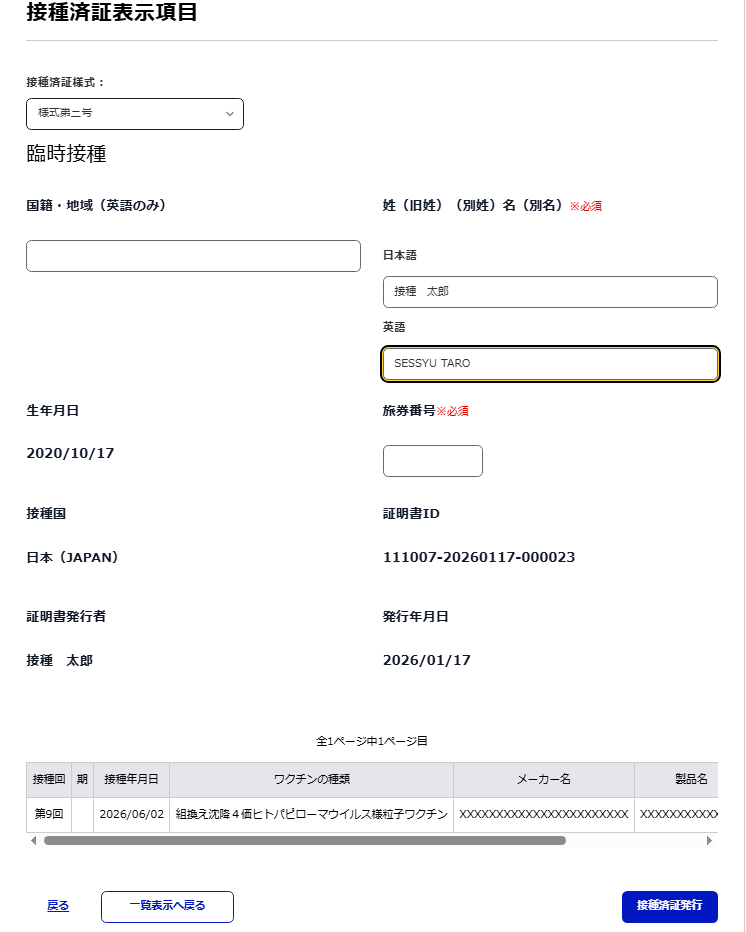 接種済証表示項目
接種済証様式：
様式第三号
臨時接種
国籍・地域（英語のみ）
姓（旧姓）（別姓）名（別名）※必須
日本語
接種　太郎
英語
SESSYU TARO
生年月日
旅券番号※必須
2020/10/17
接種国
証明書ID
日本（JAPAN）
111007-20260117-000023
証明書発行者
発行年月日
接種　太郎
2026/01/17
全1ページ中1ページ目
接種回 期 接種年月日 ワクチンの種類 メーカー名 製品名
第9回 2026/06/02 組換え沈降４価ヒトパピローマウイルス様粒子ワクチン XXXXXXXXXXXXXXXXXXXXXXX XXXXXXXXXXX
戻る
一覧表示へ戻る
接種済証発行